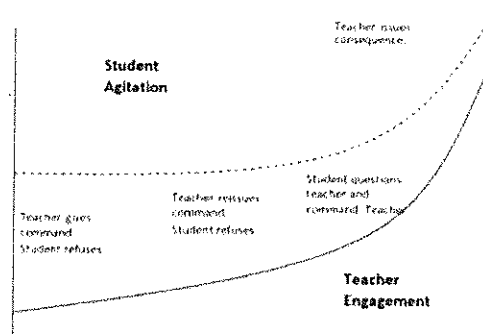 Teacher issues
consequence.
Student
Agitation
Student questions
teacher and
command. Teacher
Teacher reissues
command
Student refuses
Teacher gives
command
Student refuses
Teacher
Engagement